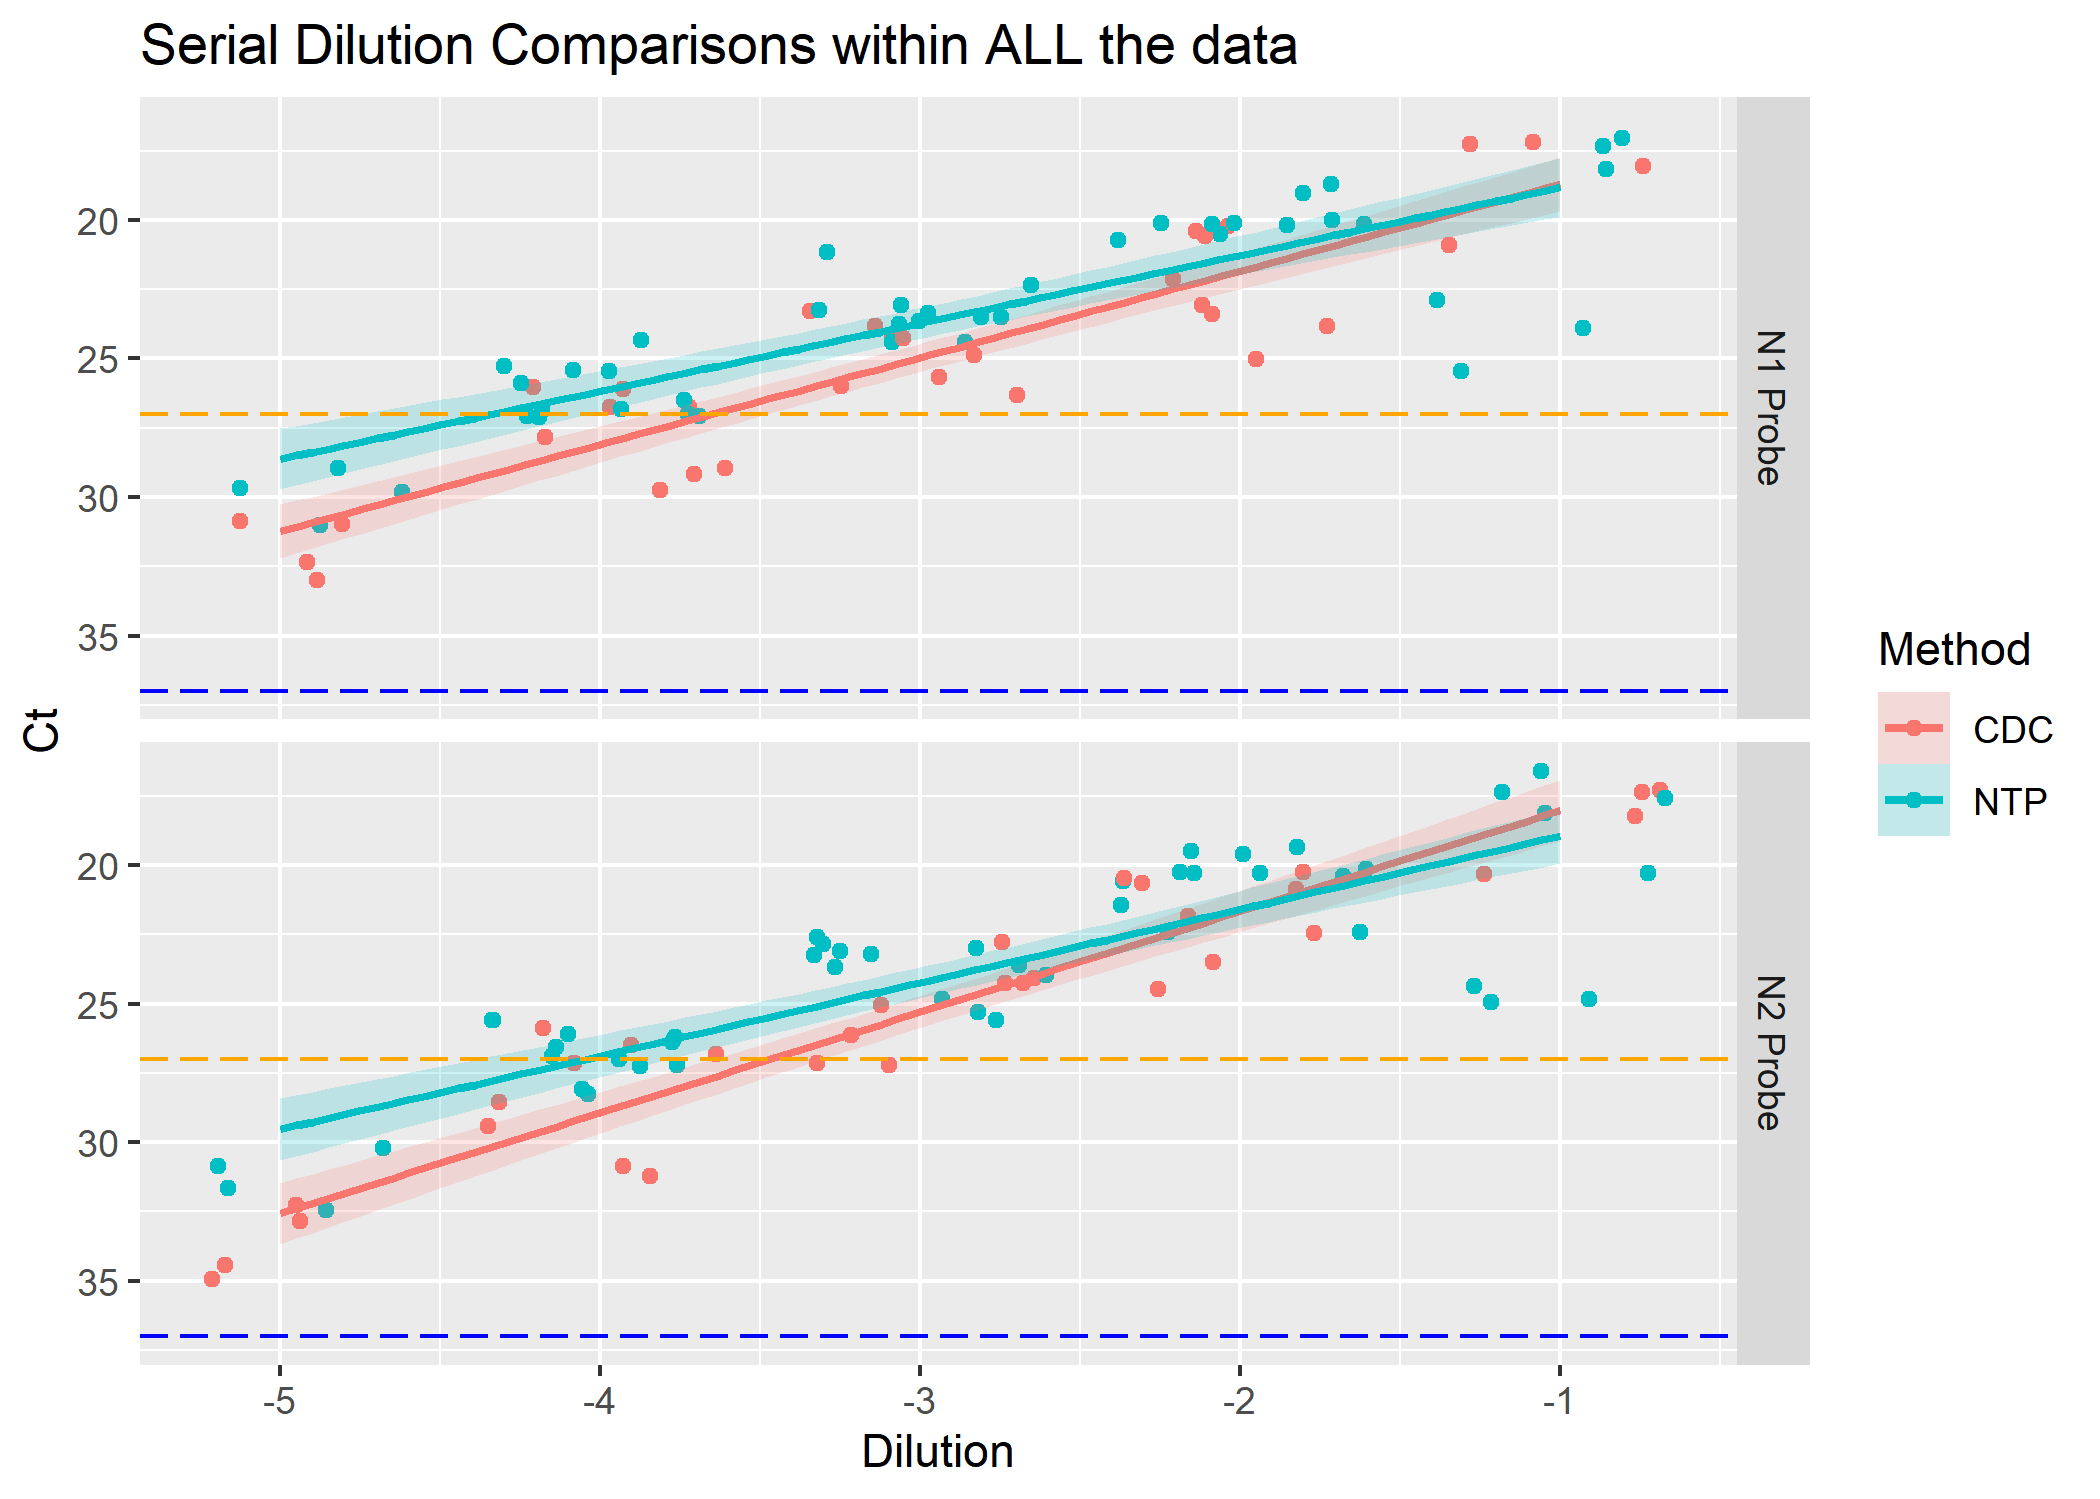 Serial Dilution Comparisons within ALL the data
Ct
20
25
30
35
N1 Probe
20
25
30
35
N2 Probe
-5
-4
-3
-2
-1
Dilution
Method
CDC
NTP